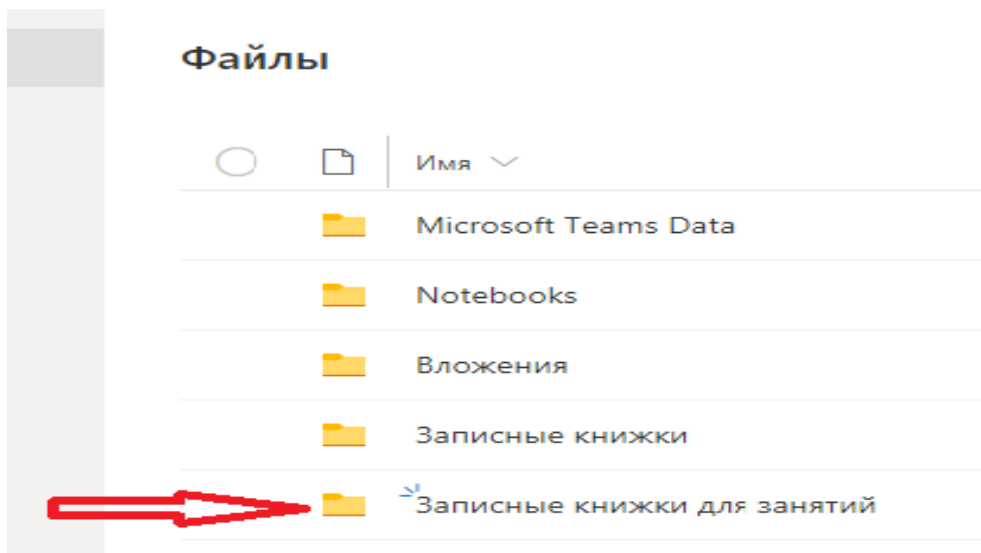 Файлы
Имя
Microsoft Teams Data
Notebooks
Вложения
Записные книжки
Записные книжки для занятий